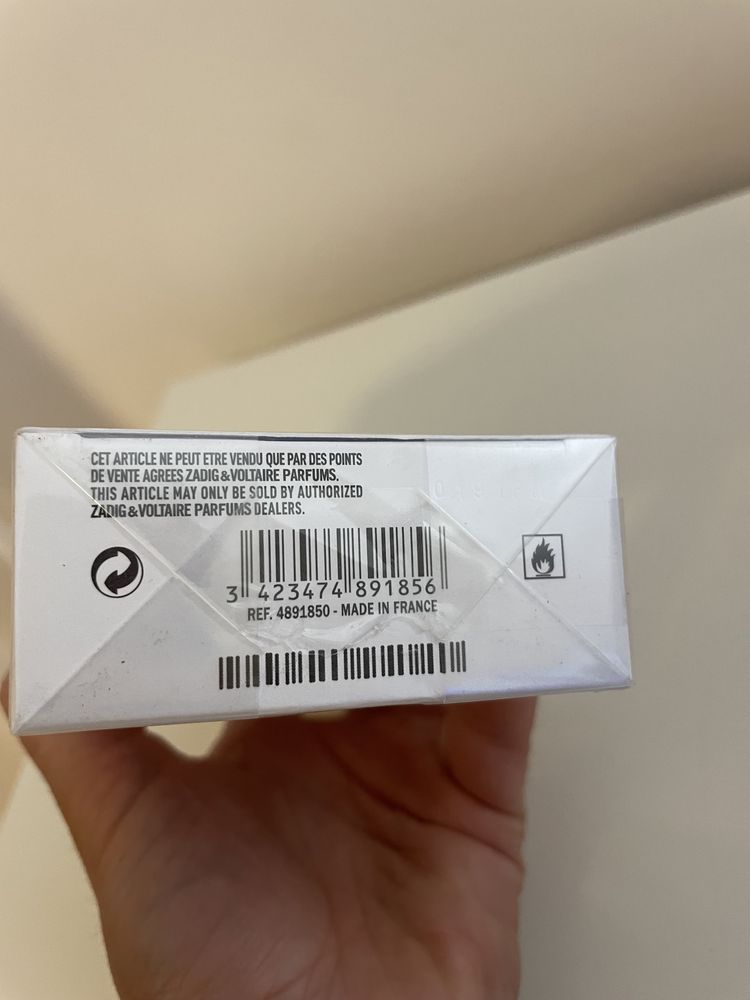 CET ARTICLE NE PEUT ETRE VENDU QUE PAR DES POINTS
DE VENTE AGREES ZADIG&VOLTAIRE PARFUMS.
THIS ARTICLE MAY ONLY BE SOLD BY AUTHORIZED
ZADIG&VOLTAIRE PARFUMS DEALERS.
3 423474 891856
REF. 4891850 - MADE IN FRANCE